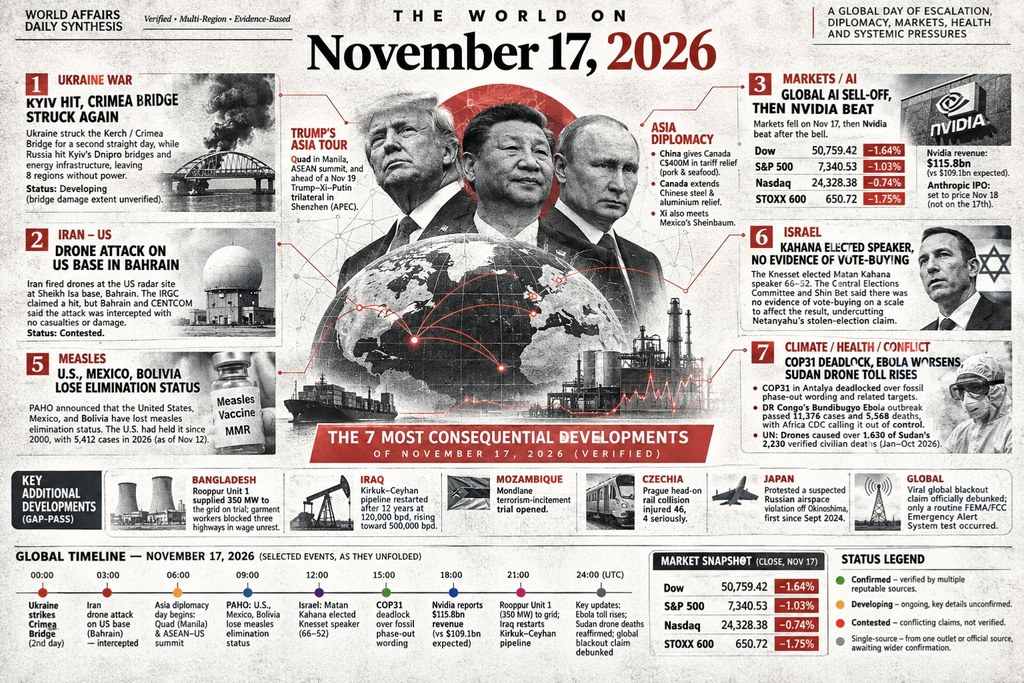 WORLD AFFAIRS
DAILY SYNTHESIS
Verified • Multi-Region • Evidence-Based
THE WORLD ON
November 17, 2026
A GLOBAL DAY OF ESCALATION,
DIPLOMACY, MARKETS, HEALTH
AND SYSTEMIC PRESSURES
1 UKRAINE WAR
KYIV HIT, CRIMEA BRIDGE
STRUCK AGAIN
Ukraine struck the Kerch / Crimea
Bridge for a second straight day, while
Russia hit Kyiv's Dnipro bridges and
energy infrastructure, leaving
8 regions without power.
Status: Developing
(bridge damage extent unverified).
2 IRAN – US
DRONE ATTACK ON
US BASE IN BAHRAIN
Iran fired drones at the US radar site
at Sheikh Isa base, Bahrain. The IRGC
claimed a hit, but Bahrain and CENTCOM
said the attack was intercepted with
no casualties or damage.
Status: Contested.
5 MEASLES
U.S., MEXICO, BOLIVIA
LOSE ELIMINATION STATUS
PAHO announced that the United States,
Mexico, and Bolivia have lost measles
elimination status. The U.S. had held it since
2000, with 5,412 cases in 2026 (as of Nov 12).
Measles
Vaccine
MMR
TRUMP'S
ASIA TOUR
Quad in Manila,
ASEAN summit, and
ahead of a Nov 19
Trump–Xi–Putin
trilateral in
Shenzhen (APEC).
ASIA
DIPLOMACY
• China gives Canada
C$400M in tariff relief
(pork & seafood).
• Canada extends
Chinese steel &
aluminium relief.
• Xi also meets
Mexico's Sheinbaum.
THE 7 MOST CONSEQUENTIAL DEVELOPMENTS
OF NOVEMBER 17, 2026 (VERIFIED)
3 MARKETS / AI
GLOBAL AI SELL-OFF,
THEN NVIDIA BEAT
Markets fell on Nov 17, then Nvidia
beat after the bell.
Dow 50,759.42 −1.64%
S&P 500 7,340.53 −1.03%
Nasdaq 24,328.38 −0.74%
STOXX 600 650.72 −1.75%
NVIDIA
Nvidia revenue:
$115.8bn
(vs $109.1bn expected).
Anthropic IPO:
set to price Nov 18
(not on the 17th).
6 ISRAEL
KAHANA ELECTED SPEAKER,
NO EVIDENCE OF VOTE-BUYING
The Knesset elected Matan Kahana
speaker 66–52. The Central Elections
Committee and Shin Bet said there was
no evidence of vote-buying on a scale
to affect the result, undercutting
Netanyahu's stolen-election claim.
7 CLIMATE / HEALTH / CONFLICT
COP31 DEADLOCK, EBOLA WORSENS,
SUDAN DRONE TOLL RISES
• COP31 in Antalya deadlocked over fossil
phase-out wording and related targets.
• DR Congo's Bundibugyo Ebola outbreak
passed 11,376 cases and 5,568 deaths,
with Africa CDC calling it out of control.
• UN: Drones caused over 1,630 of Sudan's
2,230 verified civilian deaths (Jan–Oct 2026).
KEY
ADDITIONAL
DEVELOPMENTS
(GAP-PASS)
BANGLADESH
Rooppur Unit 1
supplied 350 MW to
the grid on trial; garment
workers blocked three
highways in wage unrest.
IRAQ
Kirkuk–Ceyhan
pipeline restarted
after 12 years at
120,000 bpd, rising
toward 500,000 bpd.
MOZAMBIQUE
Mondlane
terrorism-incitement
trial opened.
CZECHIA
Prague head-on
rail collision
injured 46,
4 seriously.
JAPAN
Protested a suspected
Russian airspace
violation off Okinoshima,
first since Sept 2024.
GLOBAL
Viral global blackout
claim officially debunked;
only a routine FEMA/FCC
Emergency Alert
System test occurred.
GLOBAL TIMELINE — NOVEMBER 17, 2026 (SELECTED EVENTS, AS THEY UNFOLDED)
00:00 03:00 06:00 09:00 12:00 15:00 18:00 21:00 24:00 (UTC)
Ukraine
strikes
Crimea
Bridge
(2nd day)
Iran
drone attack
on US base
(Bahrain)
— intercepted
Asia diplomacy
day begins:
Quad (Manila)
& ASEAN–US
summit
PAHO: U.S.,
Mexico, Bolivia
lose measles
elimination
status
Israel: Matan
Kahana elected
Knesset speaker
(66–52)
COP31
deadlock
over fossil
phase-out
wording
Nvidia reports
$115.8bn
revenue
(vs $109.1bn
expected)
Rooppur Unit 1
(350 MW) to grid;
Iraq restarts
Kirkuk–Ceyhan
pipeline
Key updates:
Ebola toll rises;
Sudan drone deaths
reaffirmed; global
blackout claim
debunked
MARKET SNAPSHOT (CLOSE, NOV 17)
Dow 50,759.42 −1.64%
S&P 500 7,340.53 −1.03%
Nasdaq 24,328.38 −0.74%
STOXX 600 650.72 −1.75%
STATUS LEGEND
Confirmed – verified by multiple
reputable sources.
Developing – ongoing, key details unconfirmed.
Contested – conflicting claims, not verified.
Single-source – from one outlet or official source,
awaiting wider confirmation.